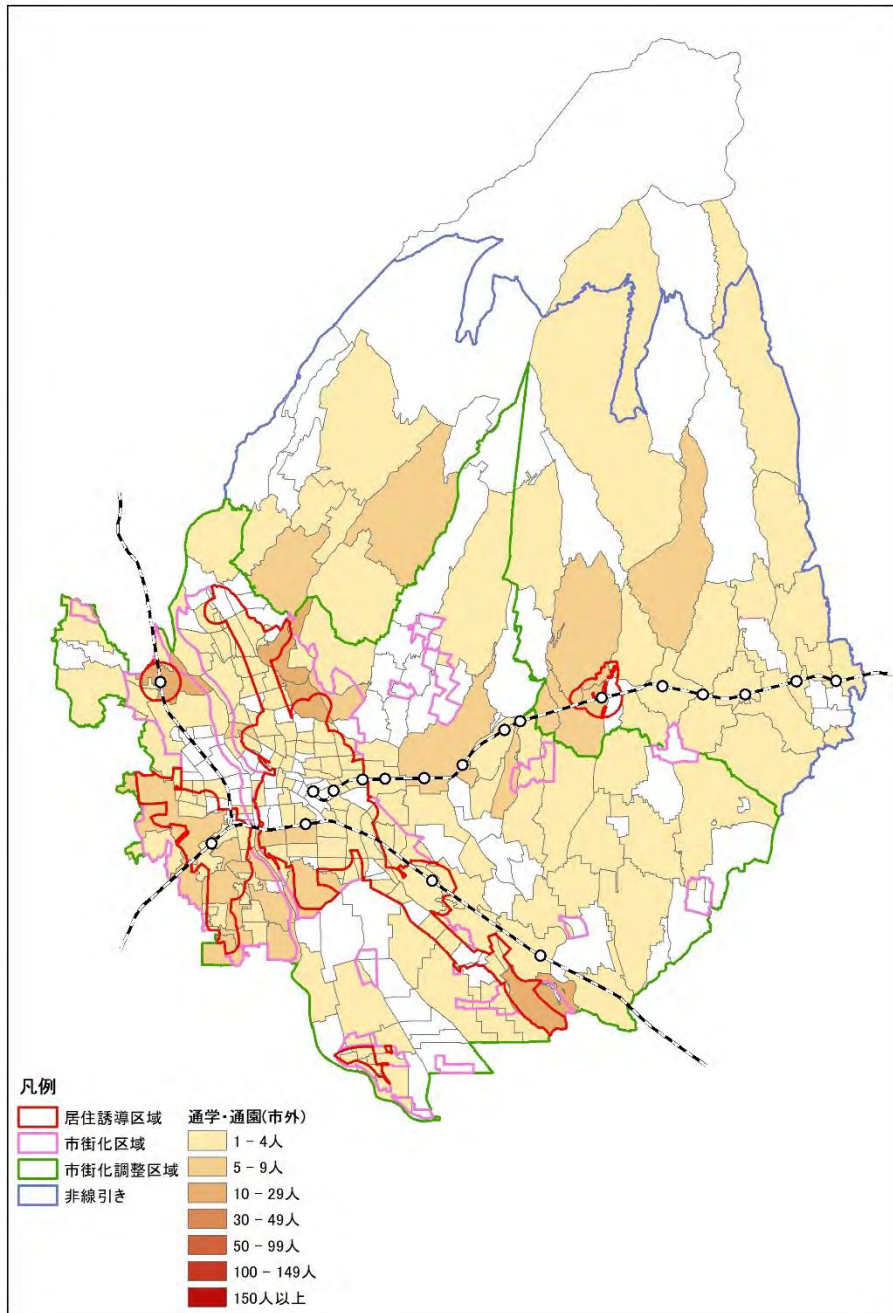 凡例
居住誘導区域
市街化区域
市街化調整区域
非線引き
通学・通園(市外)
1 - 4人
5 - 9人
10 - 29人
30 - 49人
50 - 99人
100 - 149人
150人以上